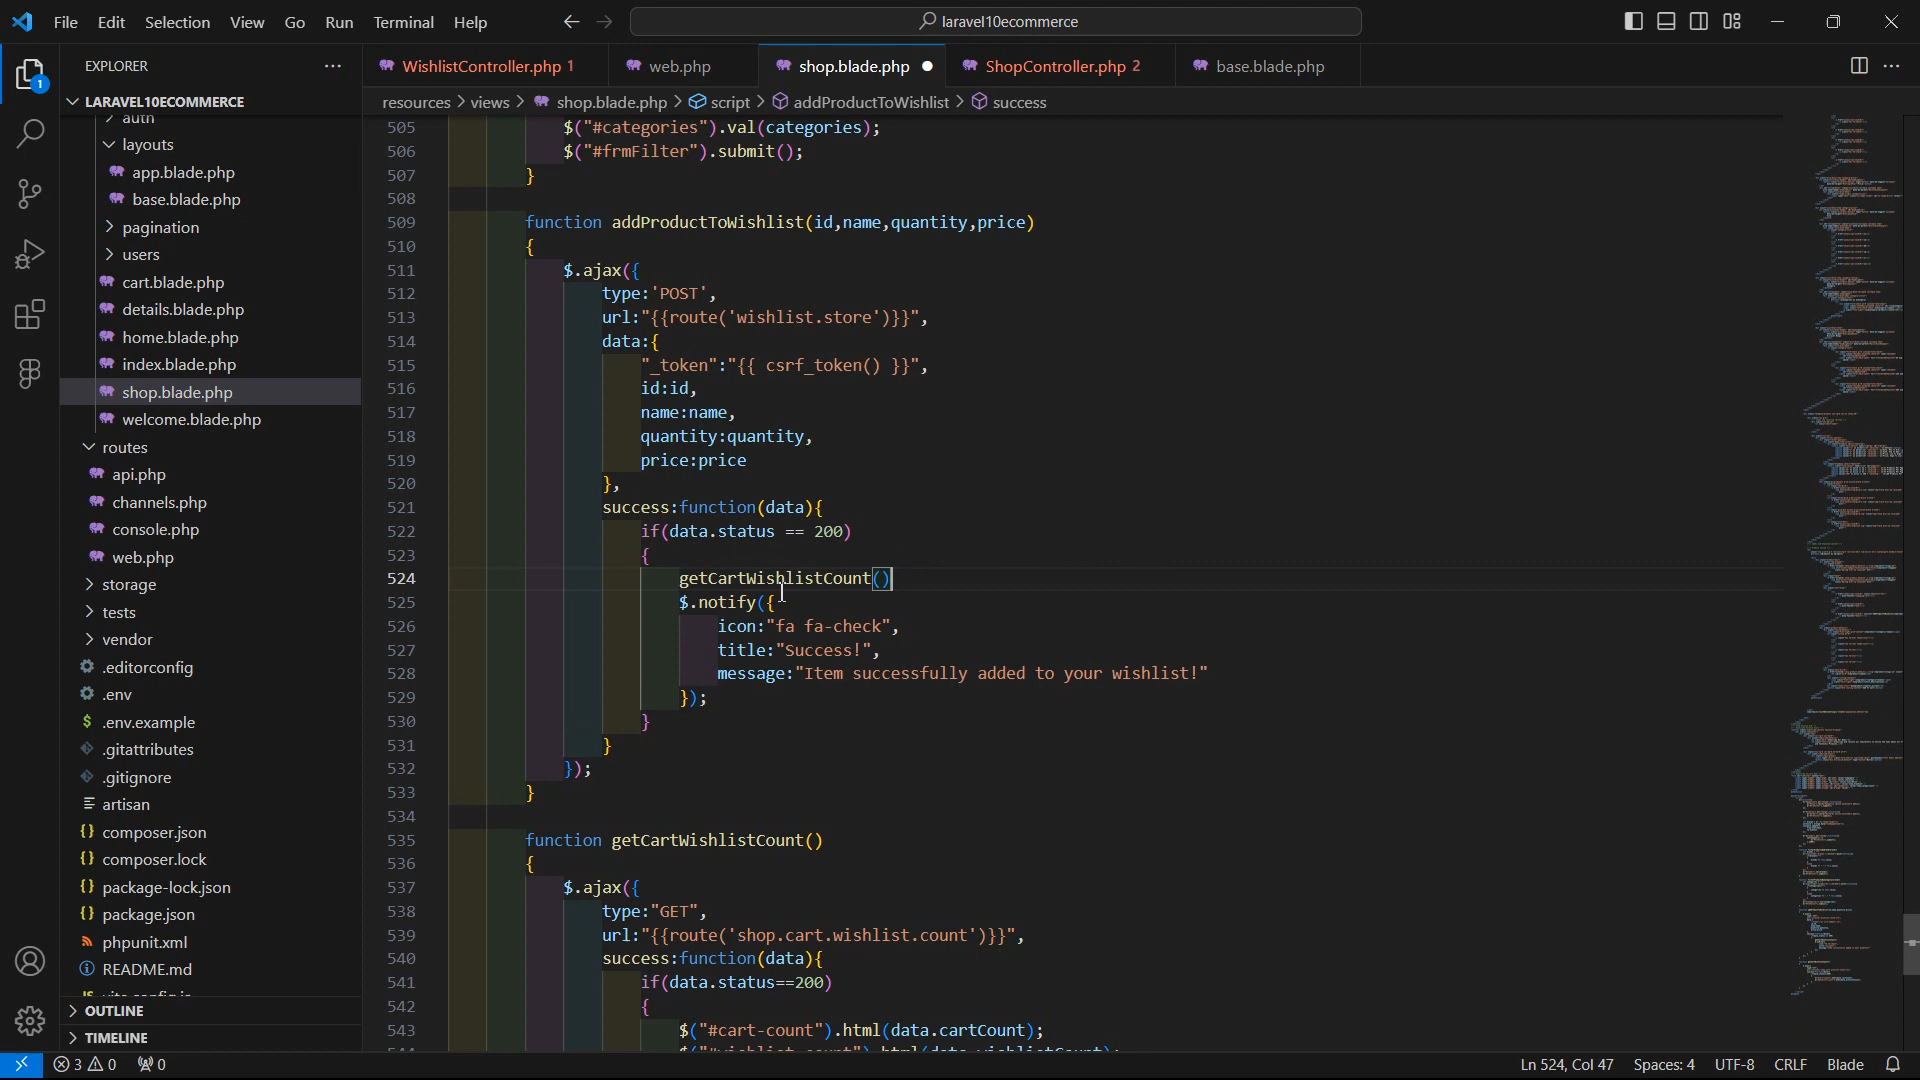 File Edit Selection View Go Run Terminal Help
laravel10ecommerce
EXPLORER
WishlistController.php 1
web.php
shop.blade.php
ShopController.php 2
base.blade.php
LARAVEL10ECOMMERCE
resources > views > shop.blade.php > script > addProductToWishlist > success
auth
layouts
app.blade.php
base.blade.php
pagination
users
cart.blade.php
details.blade.php
home.blade.php
index.blade.php
shop.blade.php
welcome.blade.php
routes
api.php
channels.php
console.php
web.php
storage
tests
vendor
.editorconfig
.env
.env.example
.gitattributes
.gitignore
artisan
composer.json
composer.lock
package-lock.json
package.json
phpunit.xml
README.md
OUTLINE
TIMELINE
505 $("#categories").val(categories);
506 $("#frmFilter").submit();
507 }
508
509 function addProductToWishlist(id,name,quantity,price)
510 {
511 $.ajax({
512 type:'POST',
513 url:"{{route('wishlist.store')}}",
514 data:{
515 "_token":"{{ csrf_token() }}",
516 id:id,
517 name:name,
518 quantity:quantity,
519 price:price
520 },
521 success:function(data){
522 if(data.status == 200)
523 {
524 getCartWishlistCount()
525 $.notify({
526 icon:"fa fa-check",
527 title:"Success!",
528 message:"Item successfully added to your wishlist!"
529 });
530 }
531 }
532 });
533 }
534
535 function getCartWishlistCount()
536 {
537 $.ajax({
538 type:"GET",
539 url:"{{route('shop.cart.wishlist.count')}}",
540 success:function(data){
541 if(data.status==200)
542 {
543 $("#cart-count").html(data.cartCount);
1
3 0 0
Ln 524, Col 47 Spaces: 4 UTF-8 CRLF Blade